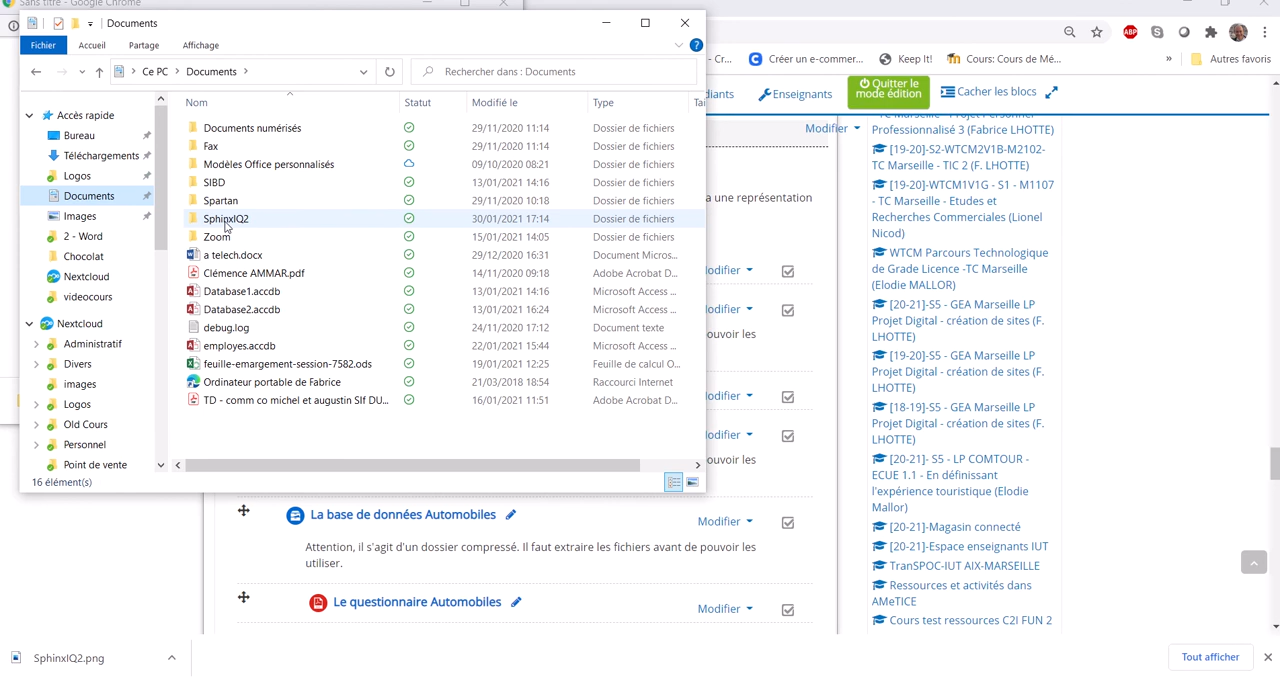 Sans titre - Google Chrome
Documents
Fichier Accueil Partage Affichage
Ce PC > Documents >
Rechercher dans : Documents
Nom Statut Modifié le Type Tai
Accès rapide
Bureau
Téléchargements
Logos
Documents
Images
2 - Word
Chocolat
Nextcloud
videocours
Nextcloud
Administratif
Divers
images
Logos
Old Cours
Personnel
Point de vente
Documents numérisés 29/11/2020 11:14 Dossier de fichiers
Fax 29/11/2020 11:14 Dossier de fichiers
Modèles Office personnalisés 09/10/2020 08:21 Dossier de fichiers
SIBD 13/01/2021 14:16 Dossier de fichiers
Spartan 29/11/2020 10:18 Dossier de fichiers
SphinxIQ2 30/01/2021 17:14 Dossier de fichiers
Zoom 15/01/2021 14:05 Dossier de fichiers
a telech.docx 29/12/2020 16:31 Document Micros...
Clémence AMMAR.pdf 14/11/2020 09:18 Adobe Acrobat D...
Database1.accdb 13/01/2021 14:16 Microsoft Access ...
Database2.accdb 13/01/2021 16:24 Microsoft Access ...
debug.log 24/11/2020 17:12 Document texte
employes.accdb 22/01/2021 15:44 Microsoft Access ...
feuille-emargement-session-7582.ods 19/01/2021 12:25 Feuille de calcul O...
Ordinateur portable de Fabrice 21/03/2018 18:54 Raccourci Internet
TD - comm co michel et augustin SIf DU... 16/01/2021 11:51 Adobe Acrobat D...
16 élément(s)
ABP
- Cr... Créer un e-commer... Keep It! Cours: Cours de Mé... » Autres favoris
diants Enseignants Quitter le
mode édition
Cacher les blocs
Modifier
a une représentation
odifier
odifier
ouvoir les
odifier
odifier
ouvoir les
La base de données Automobiles Modifier
Attention, il s'agit d'un dossier compressé. Il faut extraire les fichiers avant de pouvoir les
utiliser.
Le questionnaire Automobiles Modifier
TC Marseille - Projet Personnel
Professionnalisé 3 (Fabrice LHOTTE)
[19-20]-S2-WTCM2V1B-M2102-
TC Marseille - TIC 2 (F. LHOTTE)
[19-20]-WTCM1V1G - S1 - M1107
- TC Marseille - Etudes et
Recherches Commerciales (Lionel
Nicod)
WTCM Parcours Technologique
de Grade Licence -TC Marseille
(Elodie MALLOR)
[20-21]-S5 - GEA Marseille LP
Projet Digital - création de sites (F.
LHOTTE)
[19-20]-S5 - GEA Marseille LP
Projet Digital - création de sites (F.
LHOTTE)
[18-19]-S5 - GEA Marseille LP
Projet Digital - création de sites (F.
LHOTTE)
[20-21]- S5 - LP COMTOUR -
ECUE 1.1 - En définissant
l'expérience touristique (Elodie
Mallor)
[20-21]-Magasin connecté
[20-21]-Espace enseignants IUT
TranSPOC-IUT AIX-MARSEILLE
Ressources et activités dans
AMeTICE
Cours test ressources C2I FUN 2
SphinxIQ2.png
Tout afficher